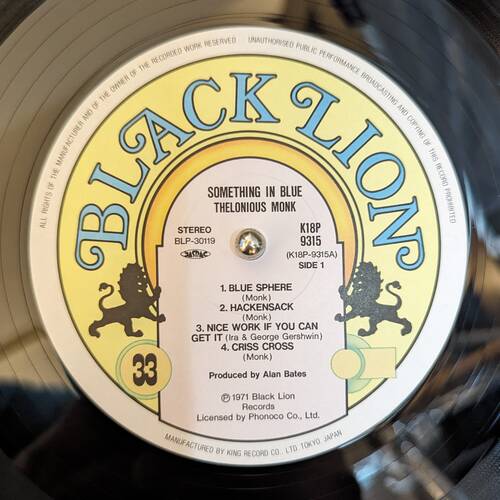 ALL RIGHTS OF THE MANUFACTURER AND OF THE OWNER OF THE RECORDED WORK RESERVED
UNAUTHORISED PUBLIC PERFORMANCE BROADCASTING AND COPYING OF THIS RECORD PROHIBITED
BLACK LION
SOMETHING IN BLUE
THELONIOUS MONK
STEREO
BLP-30119
K18P
9315
(K18P-9315A)
SIDE 1
1. BLUE SPHERE
(Monk)
2. HACKENSACK
(Monk)
3. NICE WORK IF YOU CAN
GET IT (Ira & George Gershwin)
4. CRISS CROSS
(Monk)
33
Produced by Alan Bates
Ⓟ1971 Black Lion
Records
Licensed by Phonoco Co., Ltd.
MANUFACTURED BY KING RECORD CO., LTD. TOKYO, JAPAN